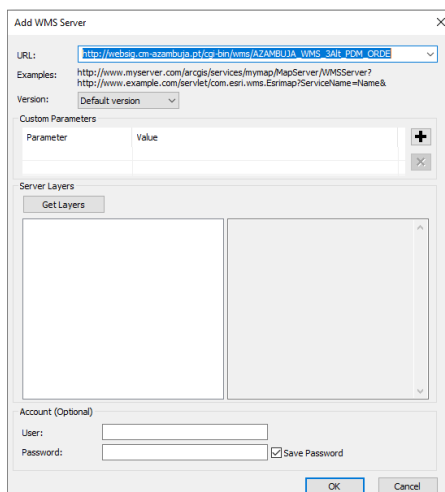 Add WMS Server
URL: http://websig.cm-azambuja.pt/cgi-bin/wms/AZAMBUJA_WMS_3Alt_PDM_ORDE
Examples: http://www.myserver.com/arcgis/services/mymap/MapServer/WMSServer?
http://www.example.com/servlet/com.esri.wms.Esrimap?ServiceName=Name&
Version: Default version
Custom Parameters
Parameter Value
Server Layers
Get Layers
Account (Optional)
User:
Password: Save Password
OK Cancel